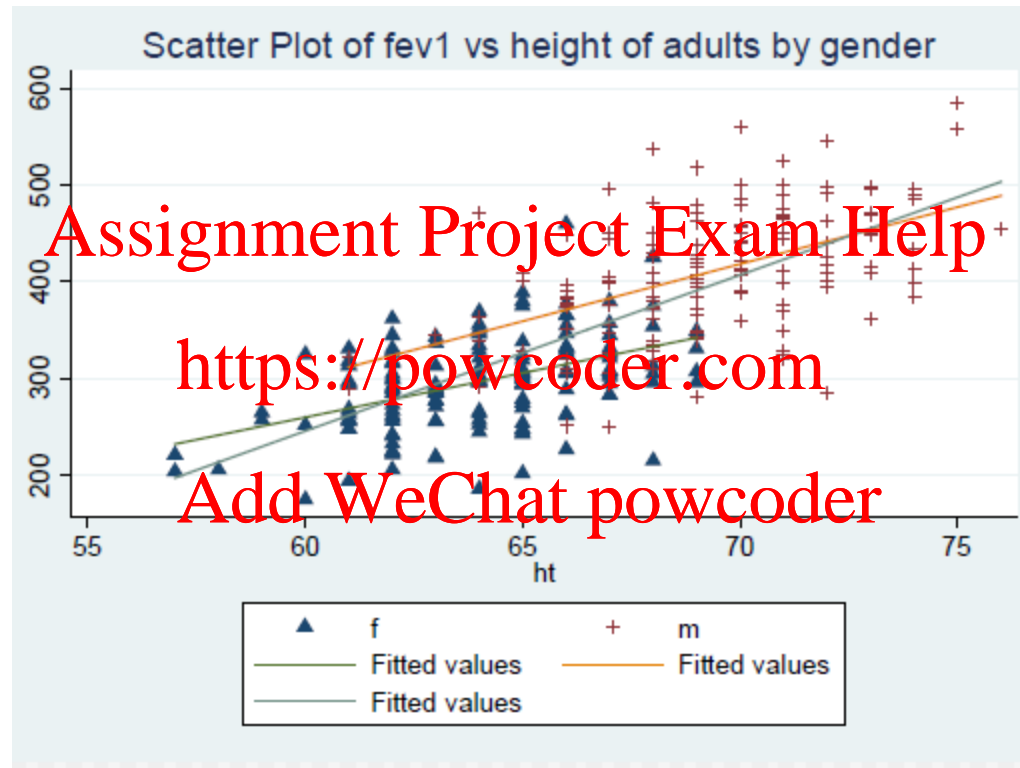 Scatter Plot of fev1 vs height of adults by gender
600
500
400
300
200
Assignment Project Exam Help
https://powcoder.com
Add WeChat powcoder
55 60 65 70 75
ht
f m
Fitted values Fitted values
Fitted values